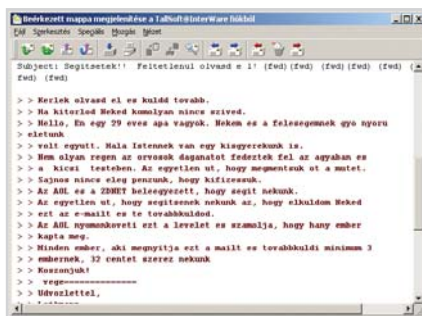 Beérkezett mappa megjelenítése a TallSoft@InterWare fiókból
Fájl Szerkesztés Speciális Mozgás Nézet
Subject: Segitsetek!! Feltetlenul olvasd e l! (fwd)(fwd) (fwd)(fwd) (fwd) (
fwd) (fwd)
> > Kerlek olvasd el es kuldd tovabb.
> > Ha kitorlod Neked kumolyan nincs szived.
> > Hello, En egy 29 eves apa vagyok. Nekem es a felesegemnek gyo nyoru
> eletunk
> > volt egyutt. Hala Istennek van egy kisgyerekunk is.
> > Nem olyan regen az orvosok daganatot fedeztek fel az agyaban es
> > a kicsi testeben. Az egyetlen ut, hogy megmentsuk ot a mutet.
> > Sajnos nincs eleg penzunk, hogy kifizessuk.
> > Az AOL es a ZDNET beleegyezett, hogy segit nekunk.
> > Az egyetlen ut, hogy segitsenek nekunk az, hogy elkuldom Neked
> > ezt az e-mailt es te tovabbkuldod.
> > Az AOL nyomonkoveti ezt a levelet es szamolja, hogy hany ember
> kapta meg.
> > Minden ember, aki megnyitja ezt a mailt es tovabbkuldi minimum 3
> > embernek, 32 centet szerez nekunk
> > Koszonjuk!
> > vege==============
> > Udvozlettel,